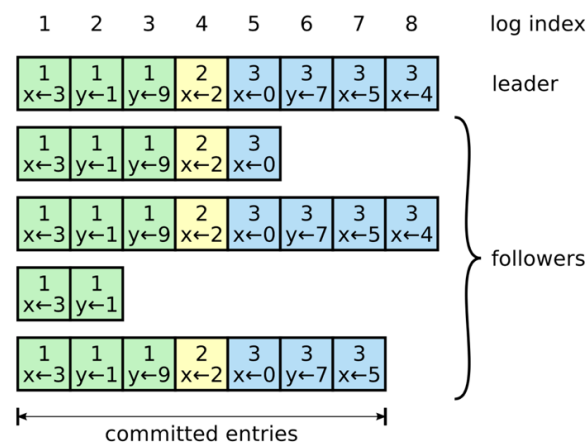 1 2 3 4 5 6 7 8 log index
1 1 1 2 3 3 3 3
x←3 y←1 y←9 x←2 x←0 y←7 x←5 x←4
leader
1 1 1 2 3
x←3 y←1 y←9 x←2 x←0
1 1 1 2 3 3 3 3
x←3 y←1 y←9 x←2 x←0 y←7 x←5 x←4
followers
1 1
x←3 y←1
1 1 1 2 3 3 3
x←3 y←1 y←9 x←2 x←0 y←7 x←5
committed entries